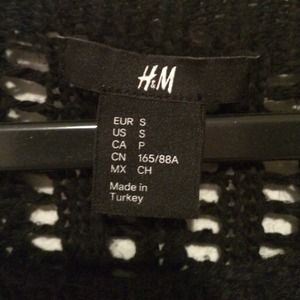 H&M
EUR S
US S
CA P
CN 165/88A
MX CH
Made in
Turkey